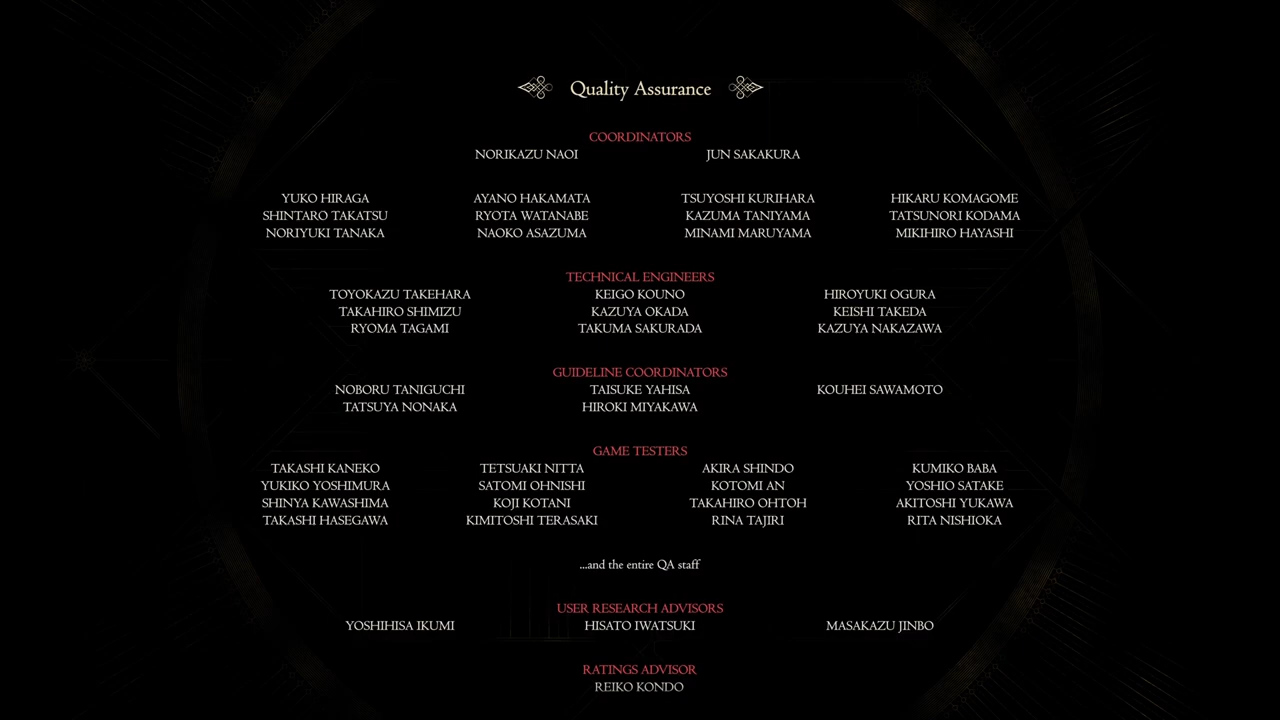 Quality Assurance
COORDINATORS
NORIKAZU NAOI JUN SAKAKURA
YUKO HIRAGA AYANO HAKAMATA TSUYOSHI KURIHARA HIKARU KOMAGOME
SHINTARO TAKATSU RYOTA WATANABE KAZUMA TANIYAMA TATSUNORI KODAMA
NORIYUKI TANAKA NAOKO ASAZUMA MINAMI MARUYAMA MIKIHIRO HAYASHI
TECHNICAL ENGINEERS
TOYOKAZU TAKEHARA KEIGO KOUNO HIROYUKI OGURA
TAKAHIRO SHIMIZU KAZUYA OKADA KEISHI TAKEDA
RYOMA TAGAMI TAKUMA SAKURADA KAZUYA NAKAZAWA
GUIDELINE COORDINATORS
NOBORU TANIGUCHI TAISUKE YAHISA KOUHEI SAWAMOTO
TATSUYA NONAKA HIROKI MIYAKAWA
GAME TESTERS
TAKASHI KANEKO TETSUAKI NITTA AKIRA SHINDO KUMIKO BABA
YUKIKO YOSHIMURA SATOMI OHNISHI KOTOMI AN YOSHIO SATAKE
SHINYA KAWASHIMA KOJI KOTANI TAKAHIRO OHTOH AKITOSHI YUKAWA
TAKASHI HASEGAWA KIMITOSHI TERASAKI RINA TAJIRI RITA NISHIOKA
...and the entire QA staff
USER RESEARCH ADVISORS
YOSHIHISA IKUMI HISATO IWATSUKI MASAKAZU JINBO
RATINGS ADVISOR
REIKO KONDO